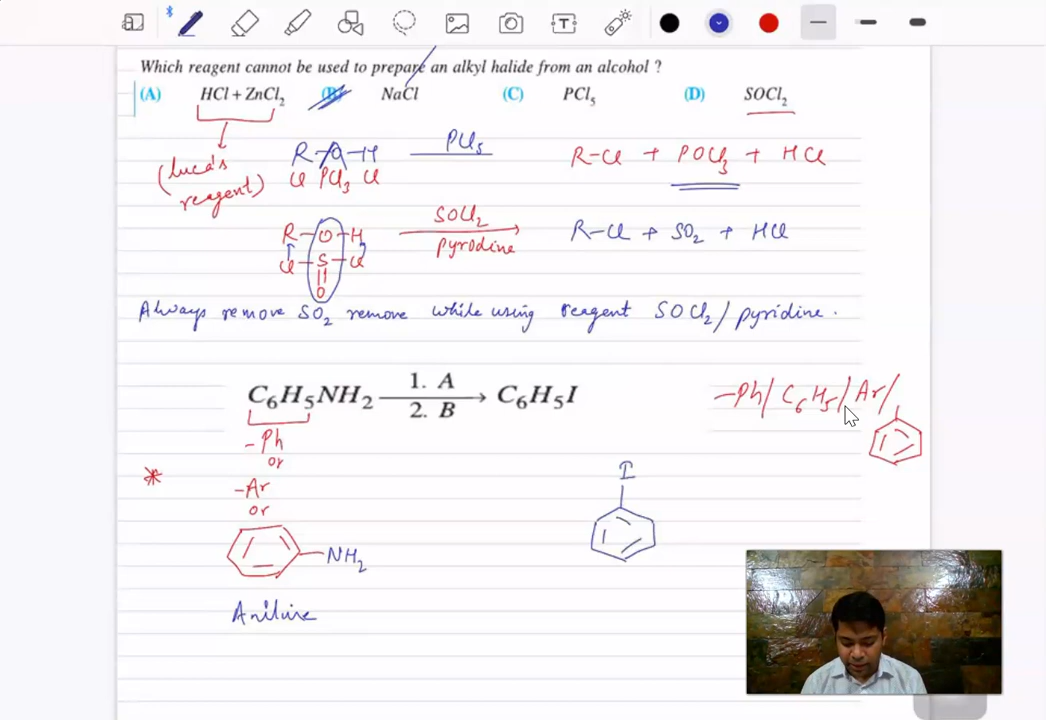 Which reagent cannot be used to prepare an alkyl halide from an alcohol ?
(A) HCl + ZnCl₂ (B) NaCl (C) PCl₅ (D) SOCl₂
(Luca's reagent)
R-O-H PCl₅ R-Cl + POCl₃ + HCl
Cl PCl₃ Cl
R-O-H SOCl₂ R-Cl + SO₂ + HCl
Cl-S-Cl pyrodine
O
Always remove SO₂ remove while using reagent SOCl₂/pyridine.
C₆H₅NH₂ 1. A 2. B → C₆H₅I
-Ph/ C₆H₅/ Ar/
-Ph
or
-Ar
or
NH₂
I
Aniline